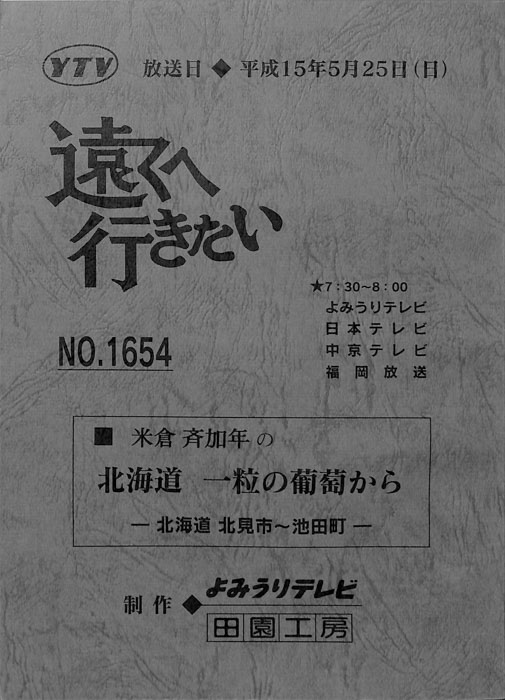 YTV 放送日◆平成15年5月25日(日)
遠くへ
行きたい
★7:30~8:00
よみうりテレビ
日本テレビ
中京テレビ
福岡放送
NO.1654
■ 米倉 斉加年 の
北海道 一粒の葡萄から
― 北海道 北見市~池田町 ―
制作◆よみうりテレビ
田園工房